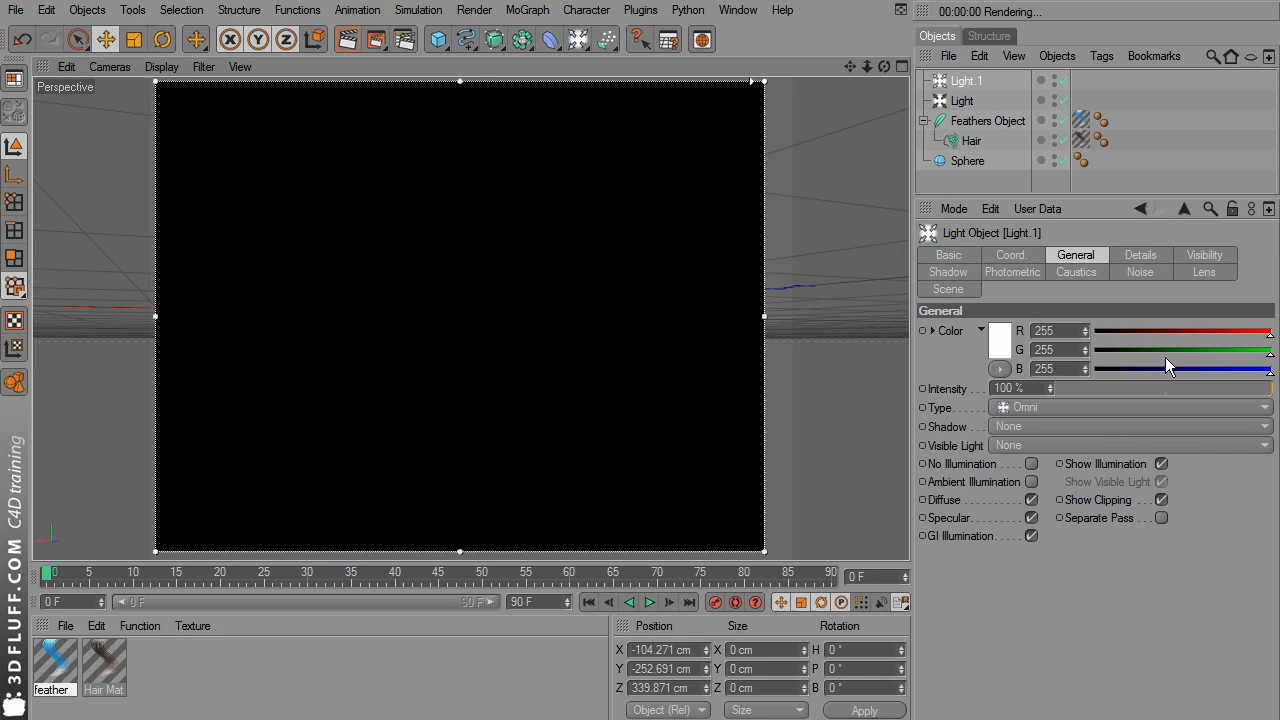 File Edit Objects Tools Selection Structure Functions Animation Simulation Render MoGraph Character Plugins Python Window Help
00:00:00 Rendering...
Objects Structure
File Edit View Objects Tags Bookmarks
Edit Cameras Display Filter View
Perspective
Light.1
Light
Feathers Object
Hair
Sphere
Mode Edit User Data
Light Object [Light.1]
Basic Coord. General Details Visibility
Shadow Photometric Caustics Noise Lens
Scene
General
Color R 255
G 255
B 255
Intensity . . . 100 %
Type. . . . . . Omni
Shadow . . . None
Visible Light None
No Illumination . . . . Show Illumination
Ambient Illumination Show Visible Light
Diffuse . . . . . . . . . Show Clipping . . .
Specular. . . . . . . . Separate Pass . . .
GI Illumination. . . . .
0 5 10 15 20 25 30 35 40 45 50 55 60 65 70 75 80 85 90 0 F
0 F 0 F 90 F 90 F
File Edit Function Texture
feather Hair Mat
Position Size Rotation
X -104.271 cm X 0 cm H 0 °
Y -252.691 cm Y 0 cm P 0 °
Z 339.871 cm Z 0 cm B 0 °
Object (Rel) Size Apply
3DFLUFF.COM C4D training